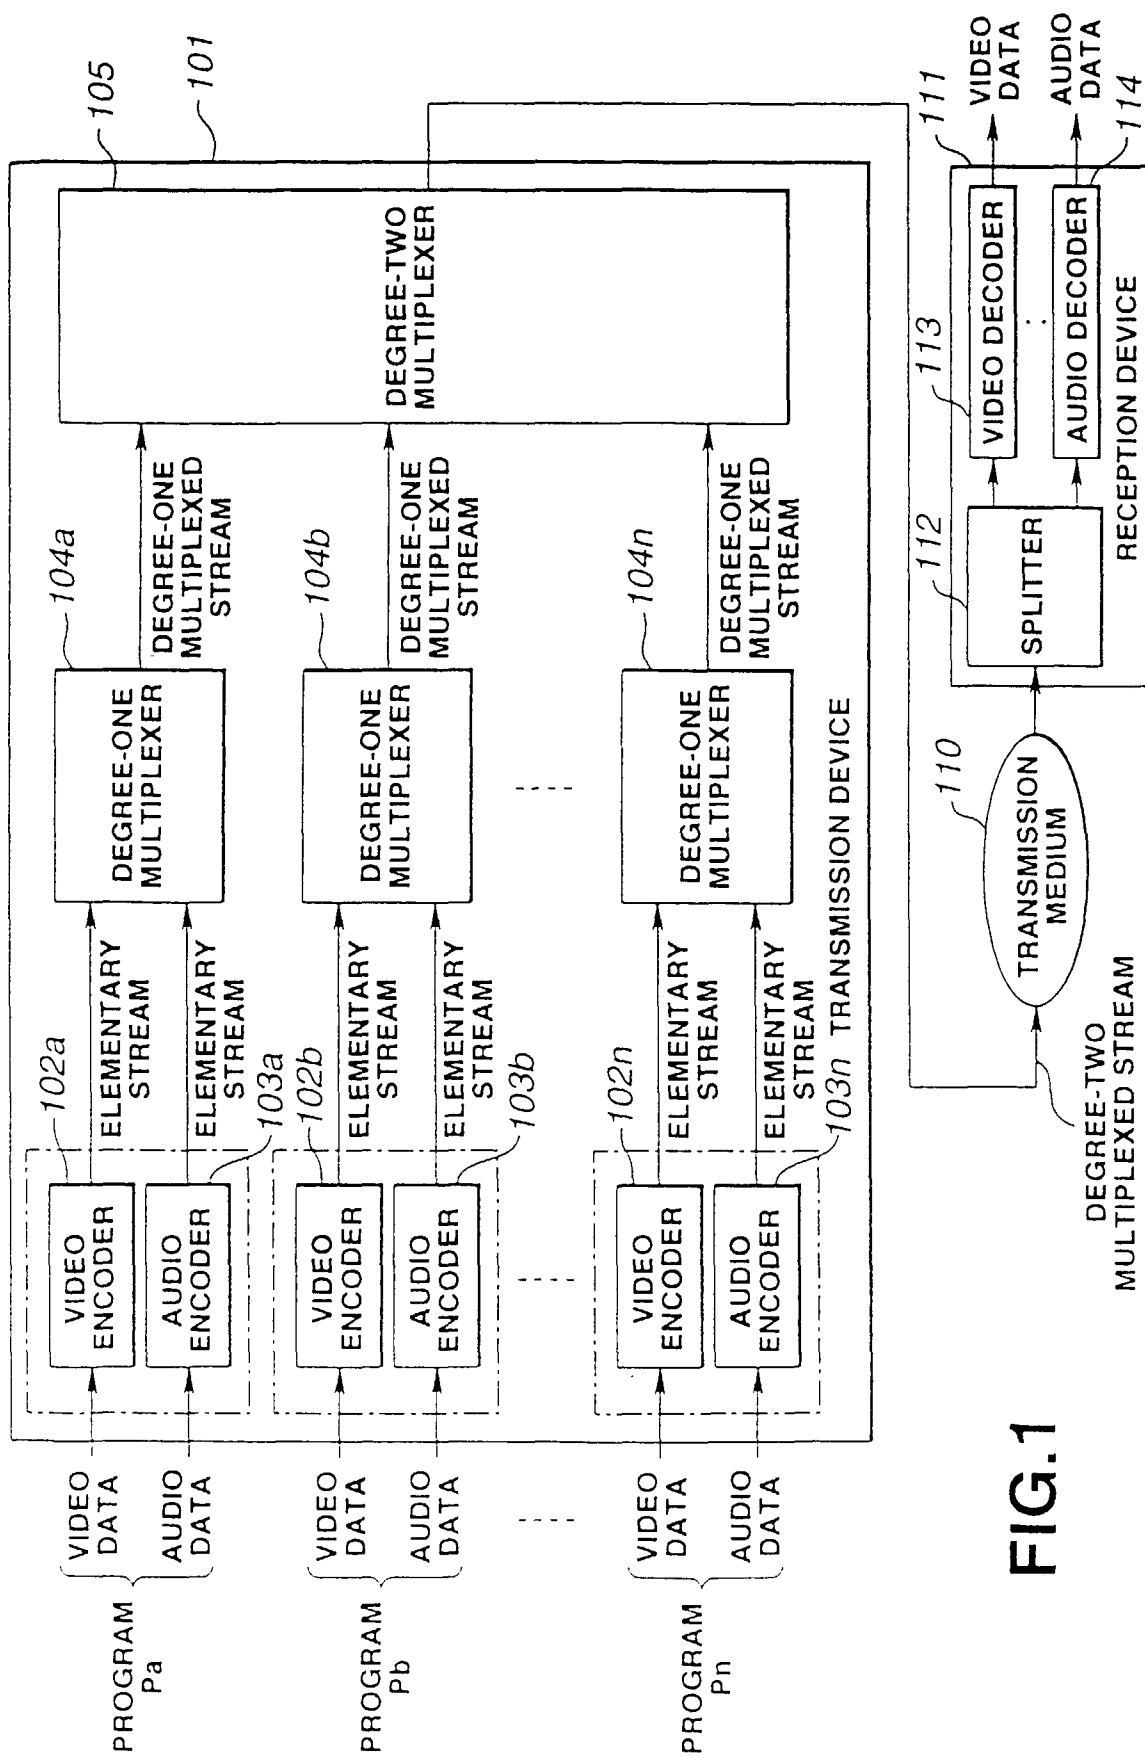 PROGRAM
Pa
VIDEO
DATA
AUDIO
DATA
102a
VIDEO
ENCODER
AUDIO
ENCODER
103a
ELEMENTARY
STREAM
ELEMENTARY
STREAM
104a
DEGREE-ONE
MULTIPLEXER
DEGREE-ONE
MULTIPLEXED
STREAM
PROGRAM
Pb
VIDEO
DATA
AUDIO
DATA
102b
VIDEO
ENCODER
AUDIO
ENCODER
103b
ELEMENTARY
STREAM
ELEMENTARY
STREAM
104b
DEGREE-ONE
MULTIPLEXER
DEGREE-ONE
MULTIPLEXED
STREAM
PROGRAM
Pn
VIDEO
DATA
AUDIO
DATA
102n
VIDEO
ENCODER
AUDIO
ENCODER
103n
ELEMENTARY
STREAM
ELEMENTARY
STREAM
104n
DEGREE-ONE
MULTIPLEXER
DEGREE-ONE
MULTIPLEXED
STREAM
105
DEGREE-TWO
MULTIPLEXER
101
TRANSMISSION DEVICE
DEGREE-TWO
MULTIPLEXED STREAM
110
TRANSMISSION
MEDIUM
112
SPLITTER
113
VIDEO DECODER
AUDIO DECODER
114
111
VIDEO
DATA
AUDIO
DATA
RECEPTION DEVICE
FIG.1